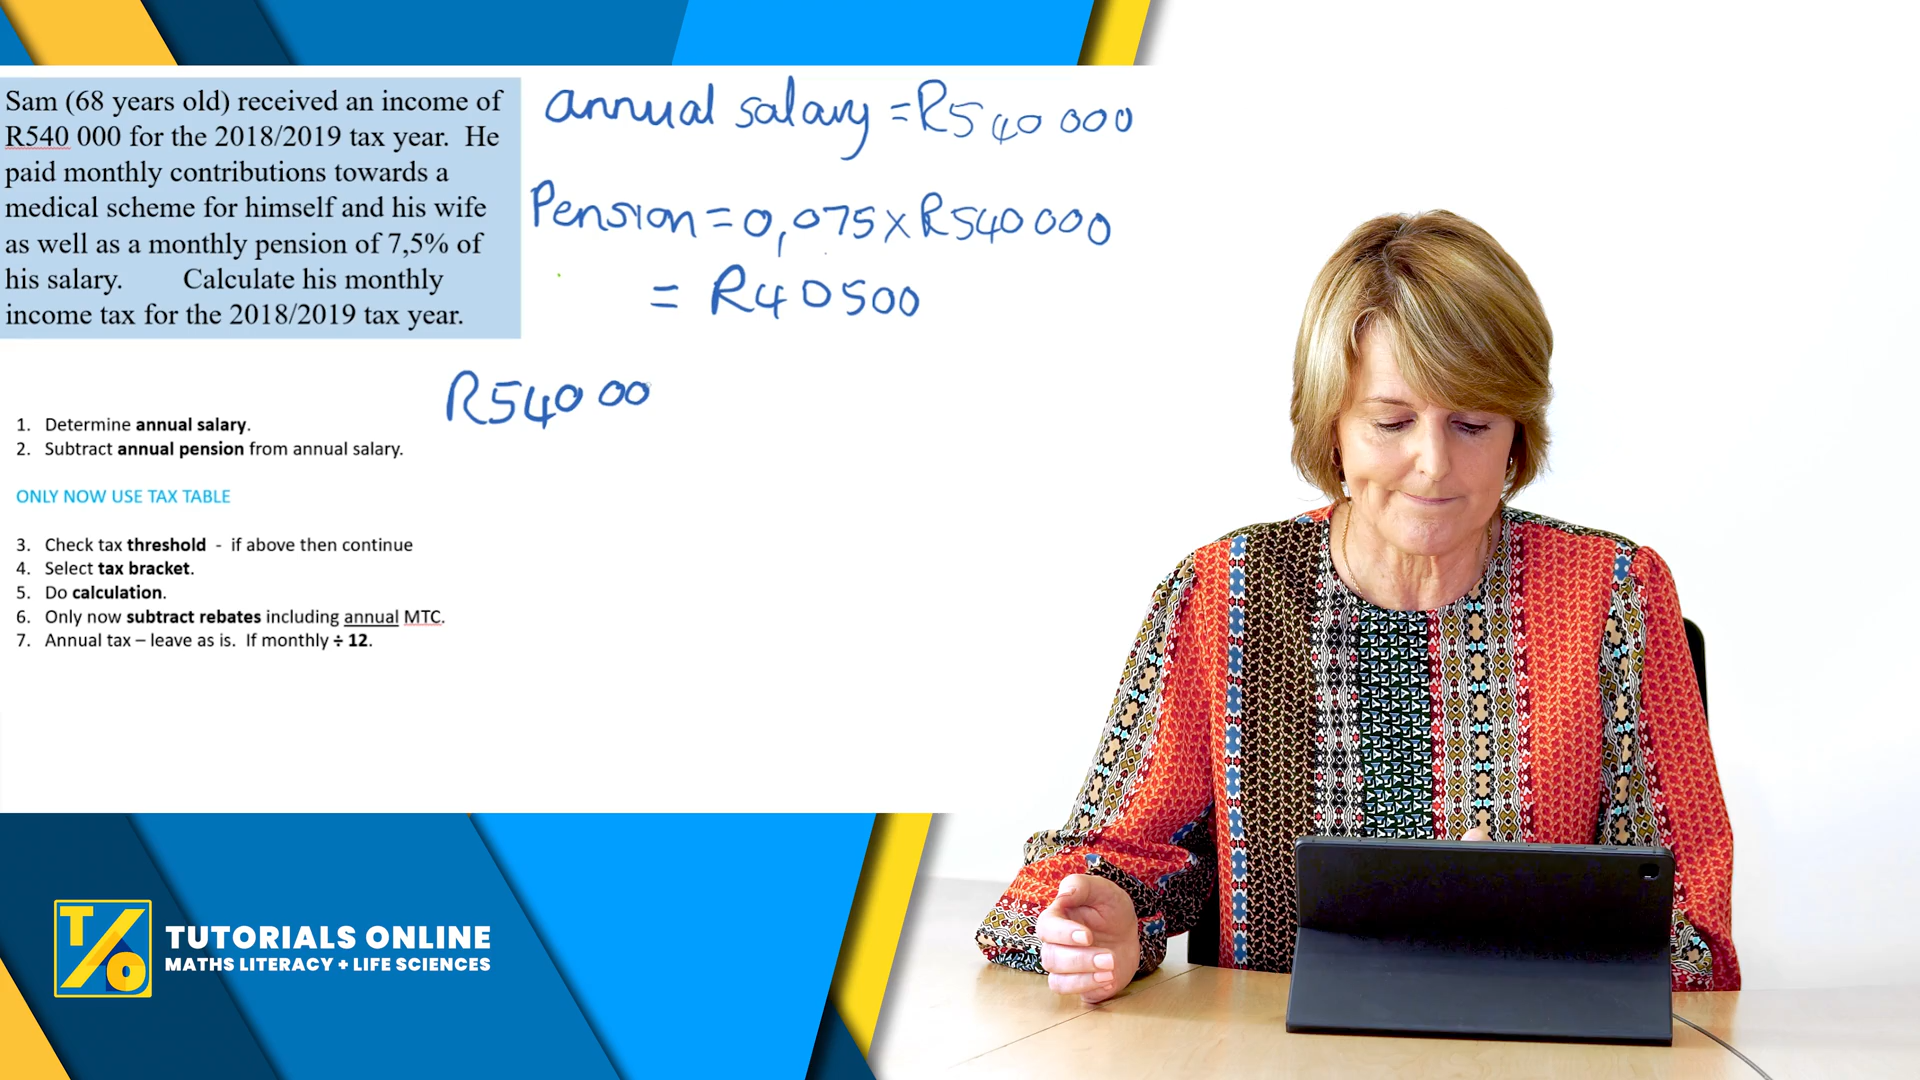 Sam (68 years old) received an income of
R540 000 for the 2018/2019 tax year. He
paid monthly contributions towards a
medical scheme for himself and his wife
as well as a monthly pension of 7,5% of
his salary. Calculate his monthly
income tax for the 2018/2019 tax year.
annual salary = R540 000
Pension = 0,075 x R540 000
= R40 500
R540 00
1. Determine annual salary.
2. Subtract annual pension from annual salary.
ONLY NOW USE TAX TABLE
3. Check tax threshold - if above then continue
4. Select tax bracket.
5. Do calculation.
6. Only now subtract rebates including annual MTC.
7. Annual tax – leave as is. If monthly ÷ 12.
T/O
TUTORIALS ONLINE
MATHS LITERACY + LIFE SCIENCES